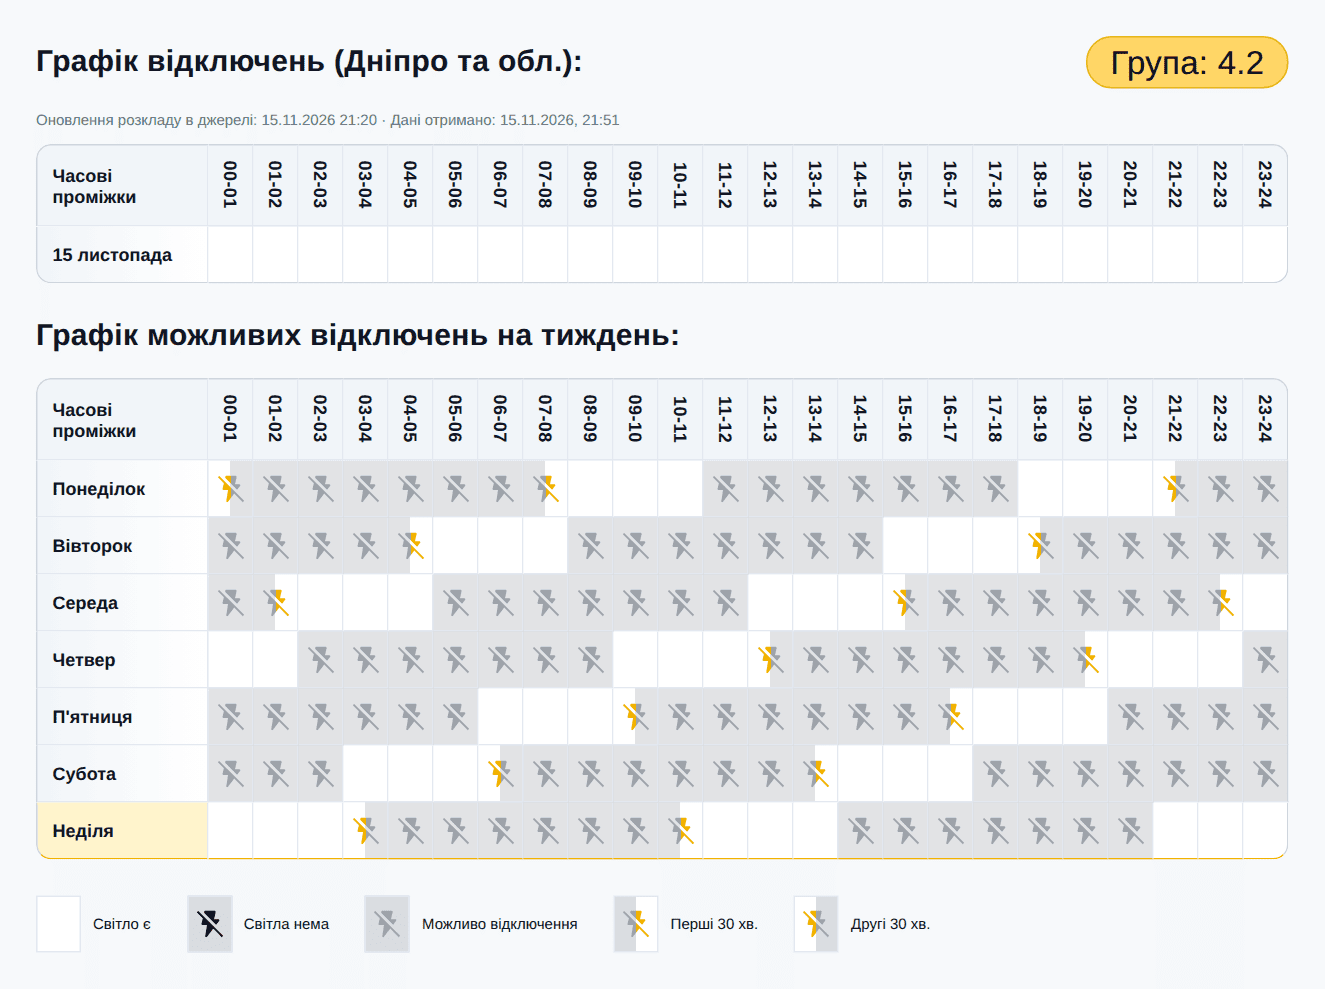 Графік відключень (Дніпро та обл.):
Група: 4.2
Оновлення розкладу в джерелі: 15.11.2026 21:20 · Дані отримано: 15.11.2026, 21:51
Часові проміжки 00-01 01-02 02-03 03-04 04-05 05-06 06-07 07-08 08-09 09-10 10-11 11-12 12-13 13-14 14-15 15-16 16-17 17-18 18-19 19-20 20-21 21-22 22-23 23-24
15 листопада
Графік можливих відключень на тиждень:
Часові проміжки 00-01 01-02 02-03 03-04 04-05 05-06 06-07 07-08 08-09 09-10 10-11 11-12 12-13 13-14 14-15 15-16 16-17 17-18 18-19 19-20 20-21 21-22 22-23 23-24
Понеділок
Вівторок
Середа
Четвер
П'ятниця
Субота
Неділя
Світло є Світла нема Можливо відключення Перші 30 хв. Другі 30 хв.